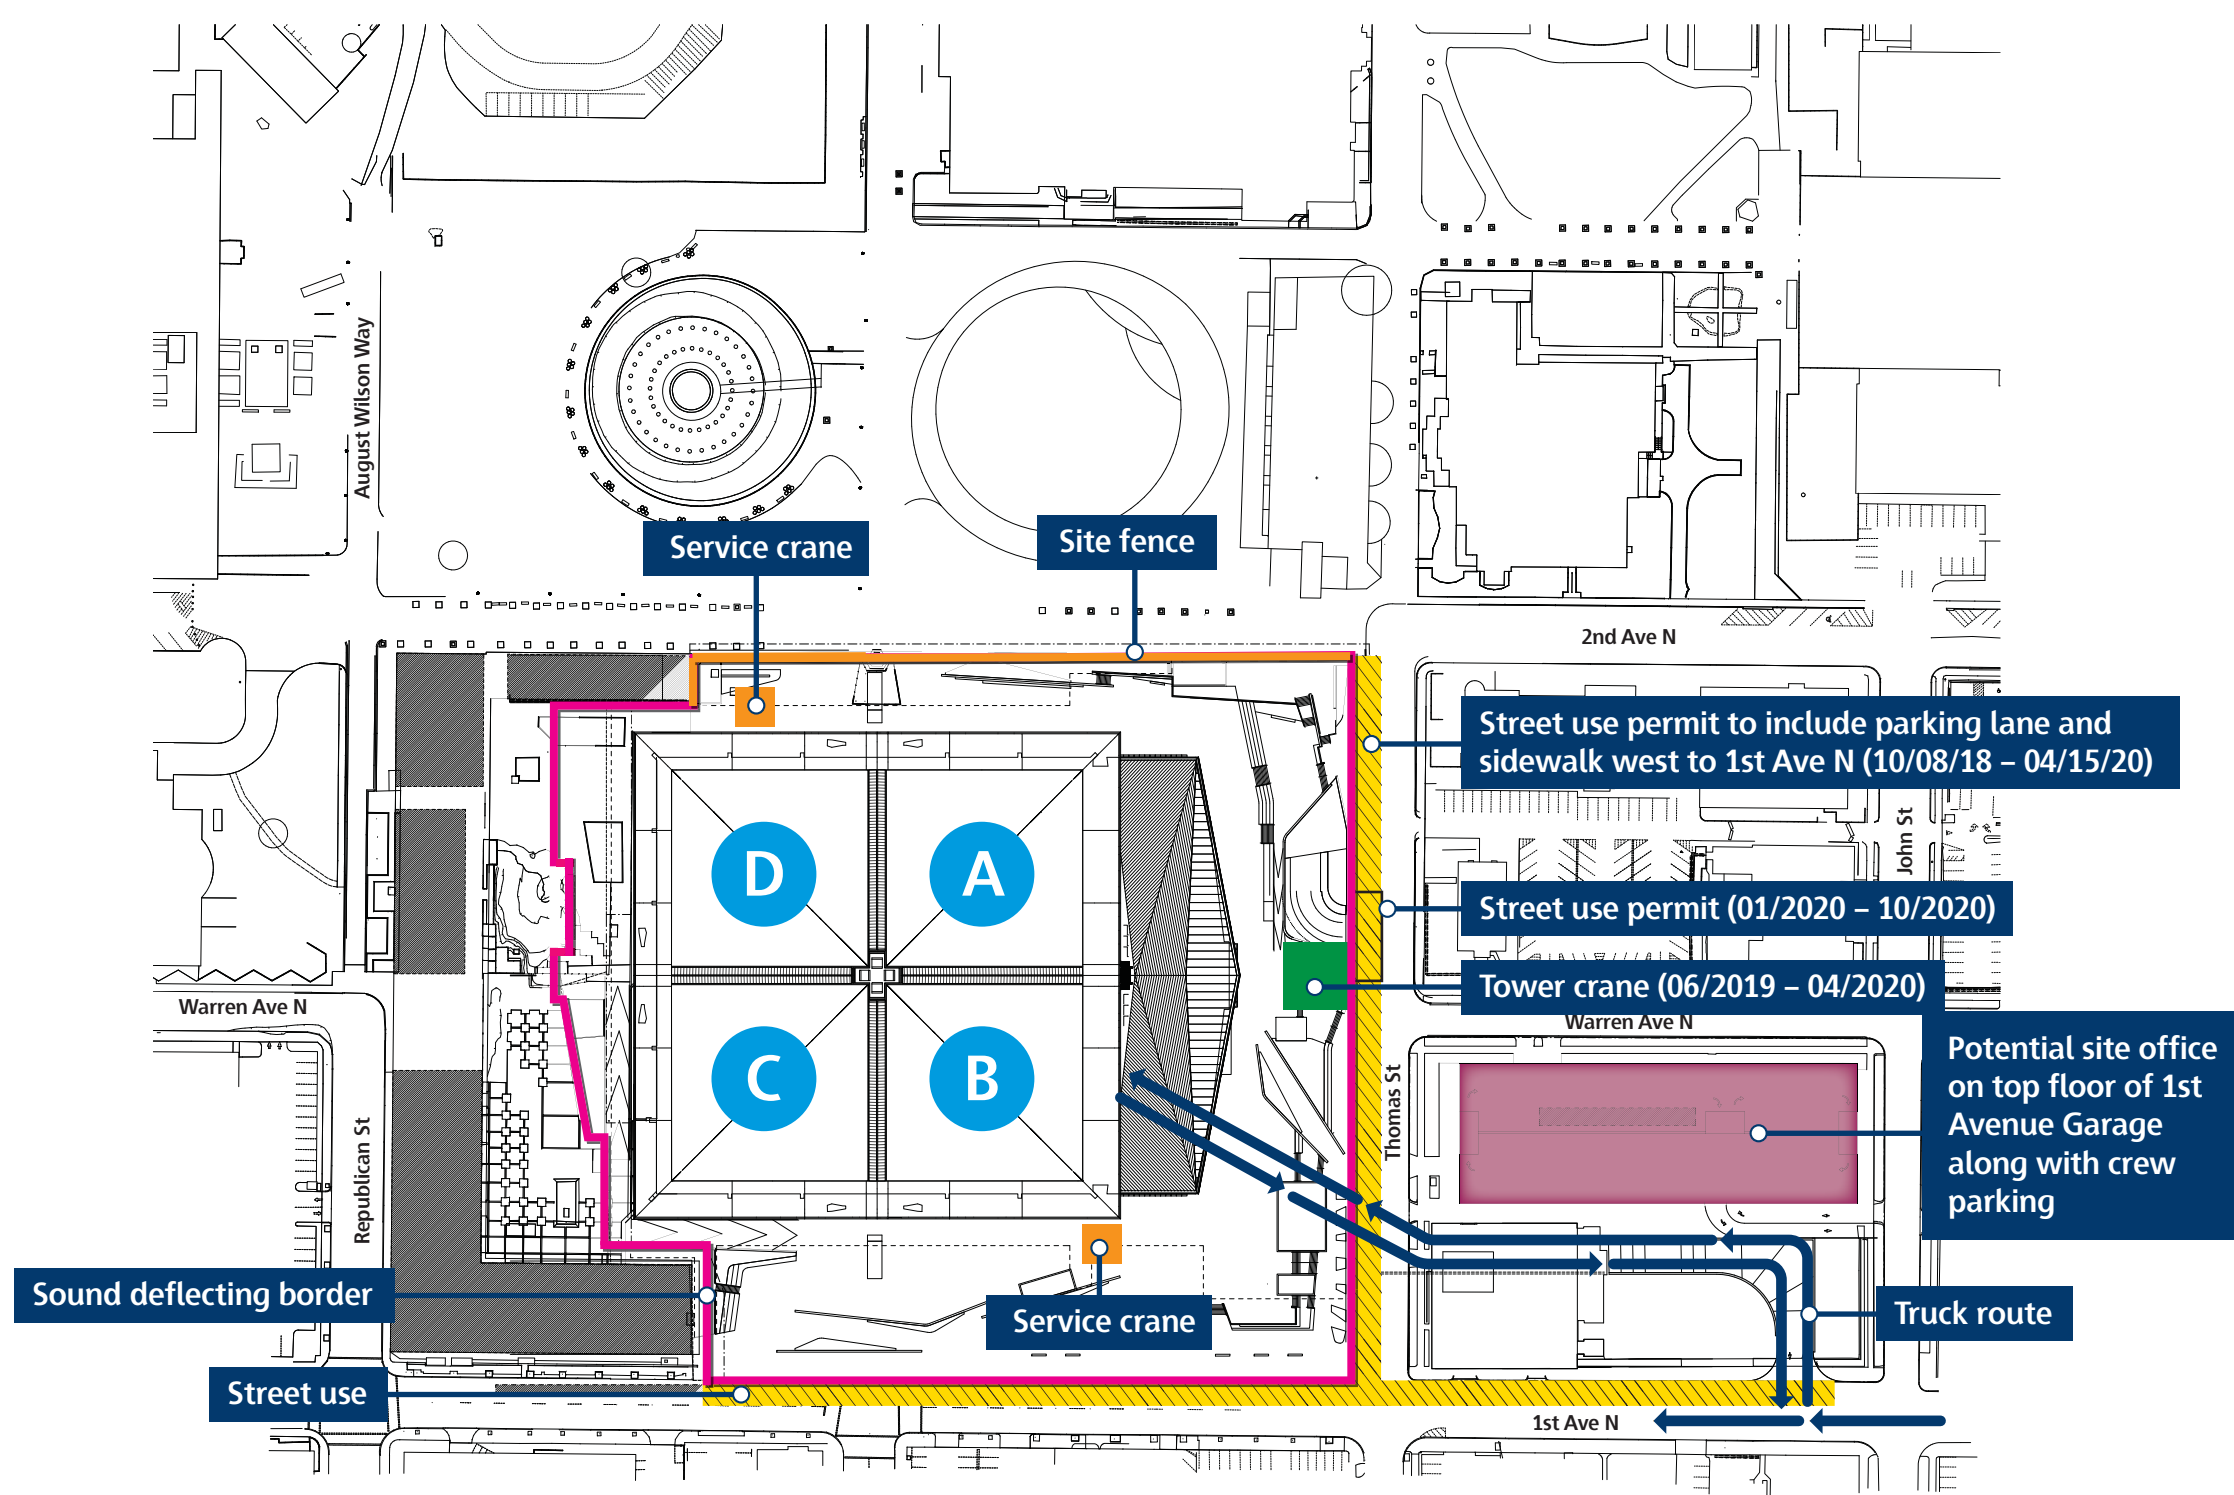 August Wilson Way
Service crane
Site fence
2nd Ave N
Street use permit to include parking lane and
sidewalk west to 1st Ave N (10/08/18 – 04/15/20)
John St
D
A
Street use permit (01/2020 – 10/2020)
Tower crane (06/2019 – 04/2020)
Warren Ave N
Warren Ave N
Potential site office
on top floor of 1st
Avenue Garage
along with crew
parking
C
B
Thomas St
Republican St
Sound deflecting border
Service crane
Truck route
Street use
1st Ave N